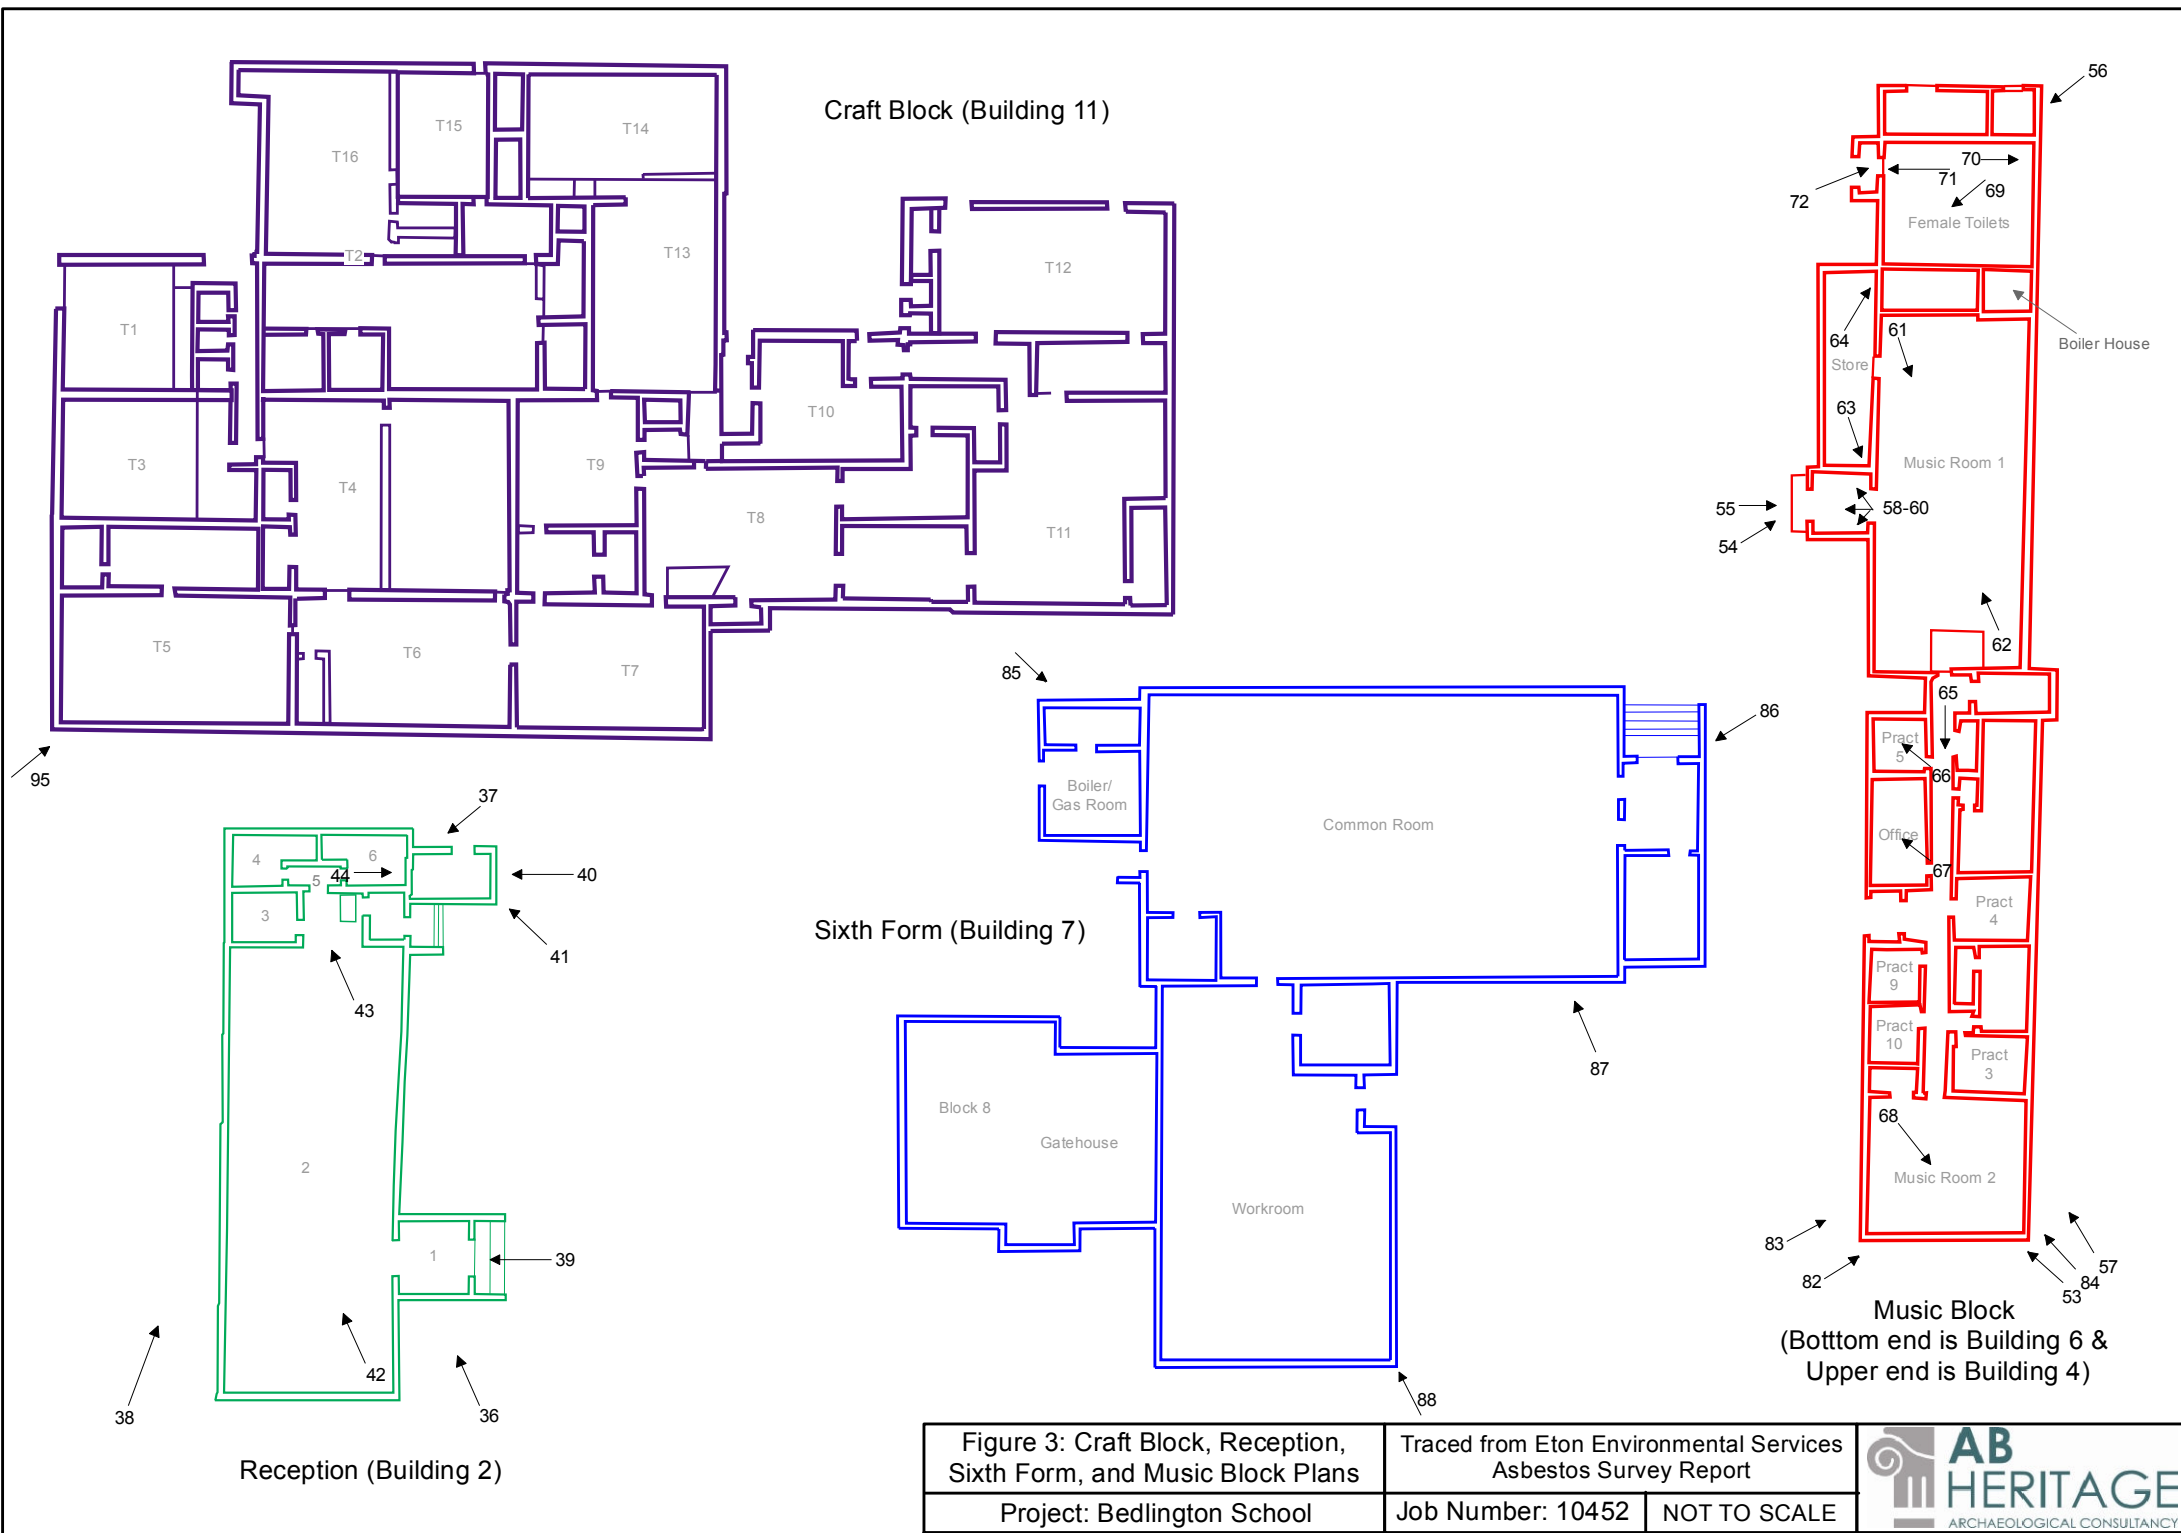 Craft Block (Building 11)
T16
T15
T14
T2
T13
T12
T1
T10
T3
T4
T9
T8
T11
T5
T6
T7
95
Reception (Building 2)
37
4
6
44
5
40
3
41
43
2
1
39
42
38
36
Sixth Form (Building 7)
85
86
Boiler/
Gas Room
Common Room
87
Block 8
Gatehouse
Workroom
88
56
70
71
69
72
Female Toilets
64
61
Boiler House
Store
63
Music Room 1
55
58-60
54
62
65
Pract
5
66
Office
67
Pract
4
Pract
9
Pract
10
Pract
3
68
Music Room 2
83
82
57
84
53
Music Block
(Botttom end is Building 6 &
Upper end is Building 4)
Figure 3: Craft Block, Reception,
Sixth Form, and Music Block Plans
Traced from Eton Environmental Services
Asbestos Survey Report
Project: Bedlington School
Job Number: 10452
NOT TO SCALE
AB
HERITAGE
ARCHAEOLOGICAL CONSULTANCY